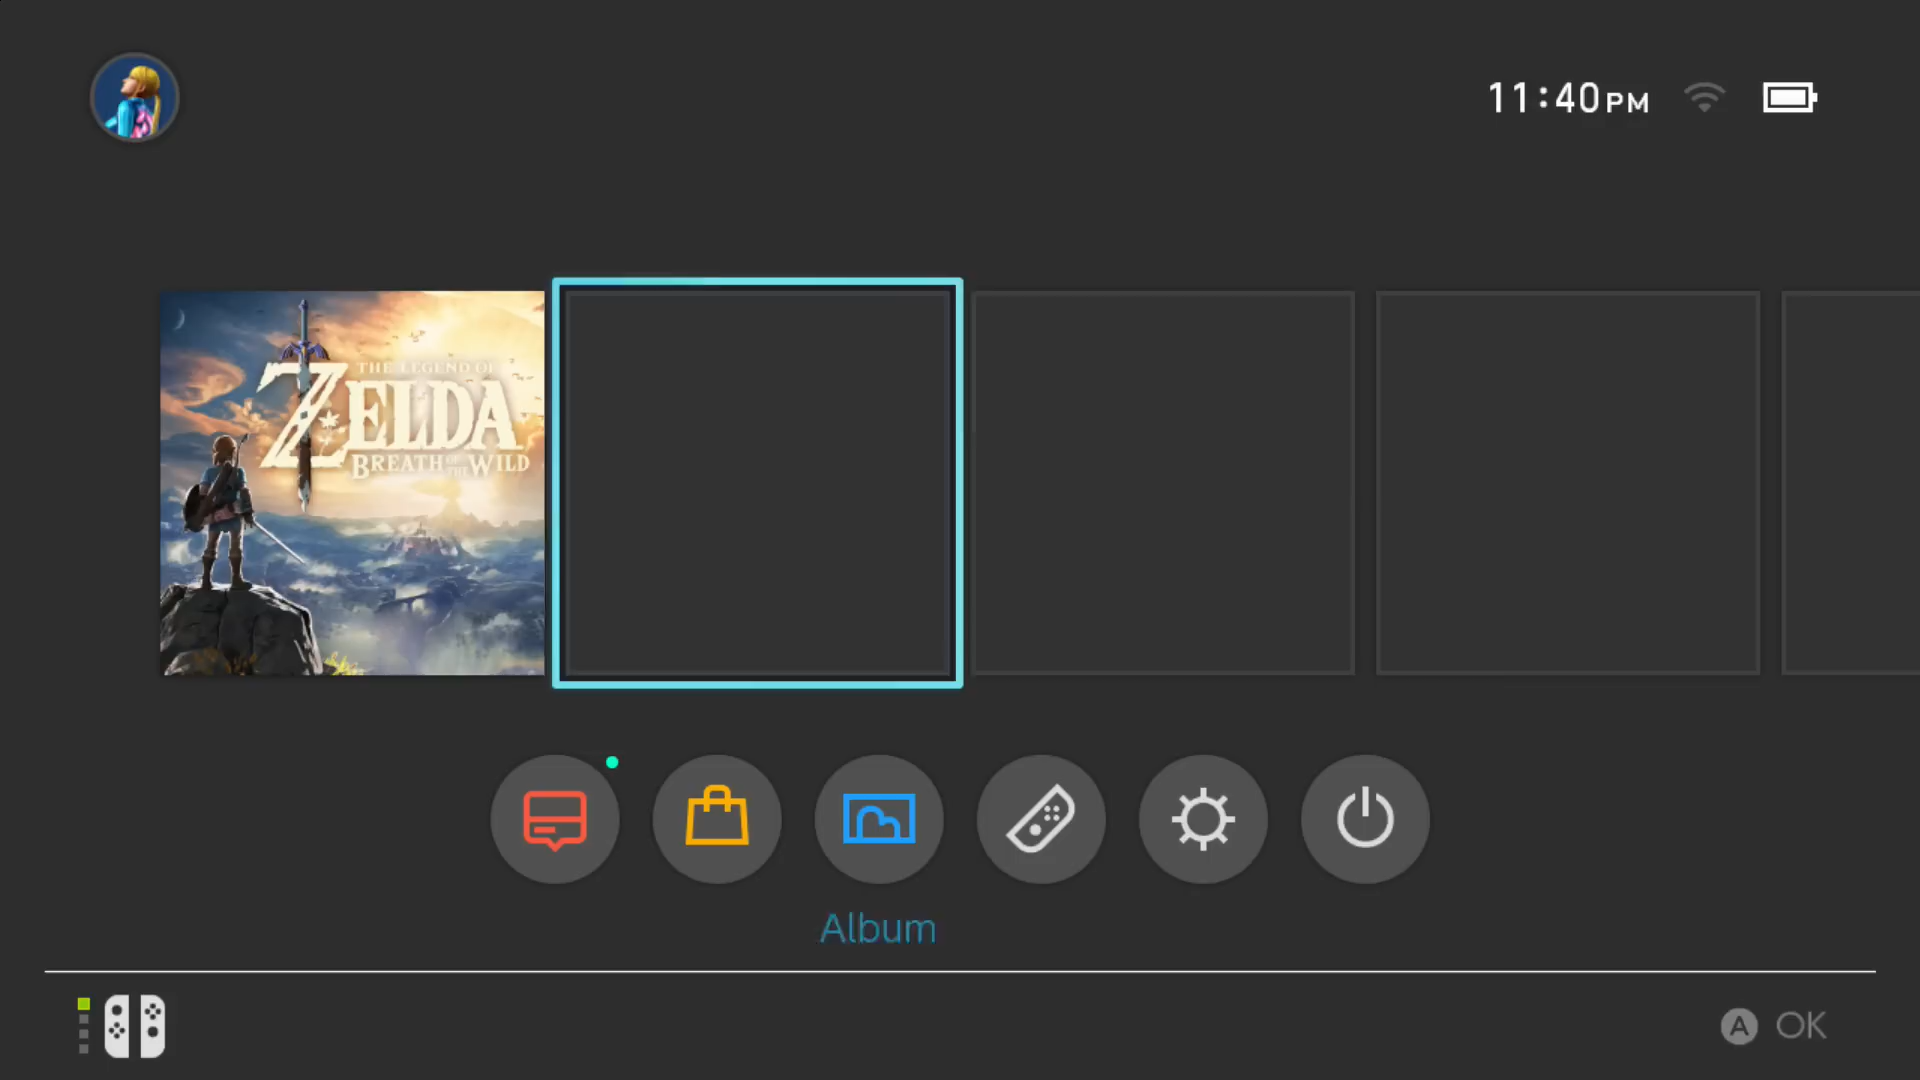 11:40 PM
THE LEGEND OF
ZELDA
BREATH OF THE WILD
Album
A OK